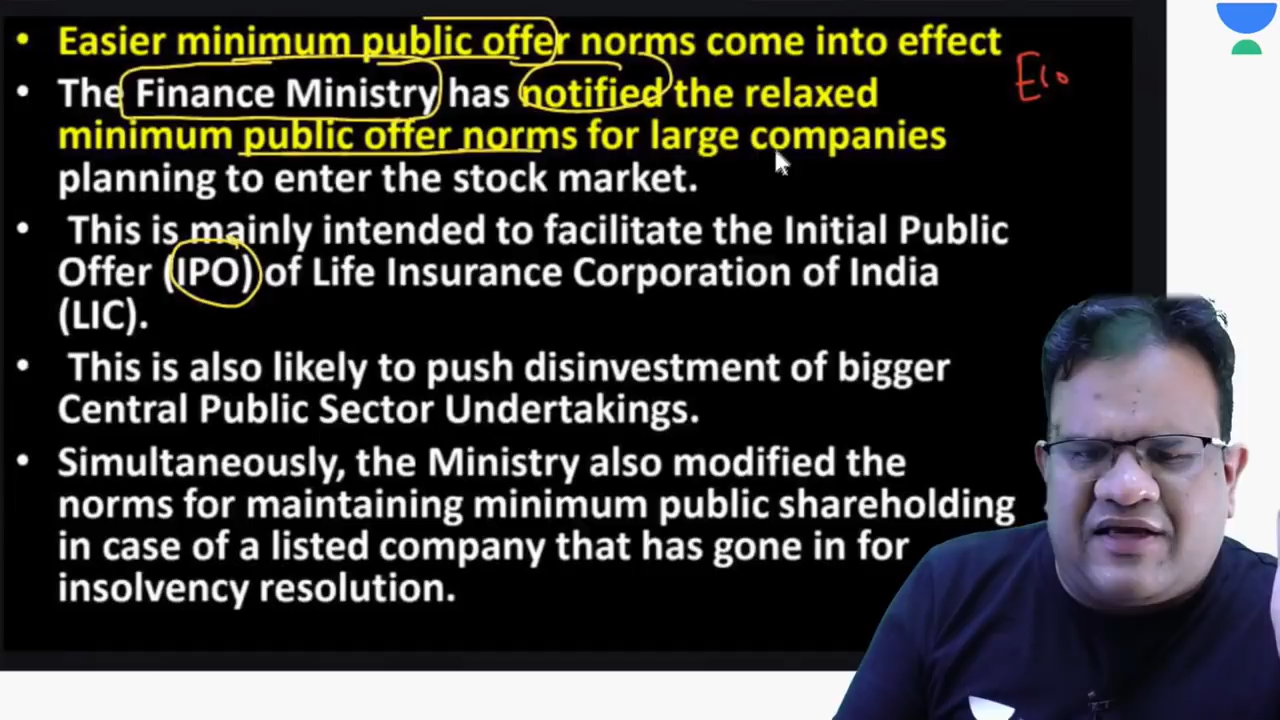 • Easier minimum public offer norms come into effect
• The Finance Ministry has notified the relaxed
minimum public offer norms for large companies
planning to enter the stock market.
• This is mainly intended to facilitate the Initial Public
Offer (IPO) of Life Insurance Corporation of India
(LIC).
• This is also likely to push disinvestment of bigger
Central Public Sector Undertakings.
• Simultaneously, the Ministry also modified the
norms for maintaining minimum public shareholding
in case of a listed company that has gone in for
insolvency resolution.